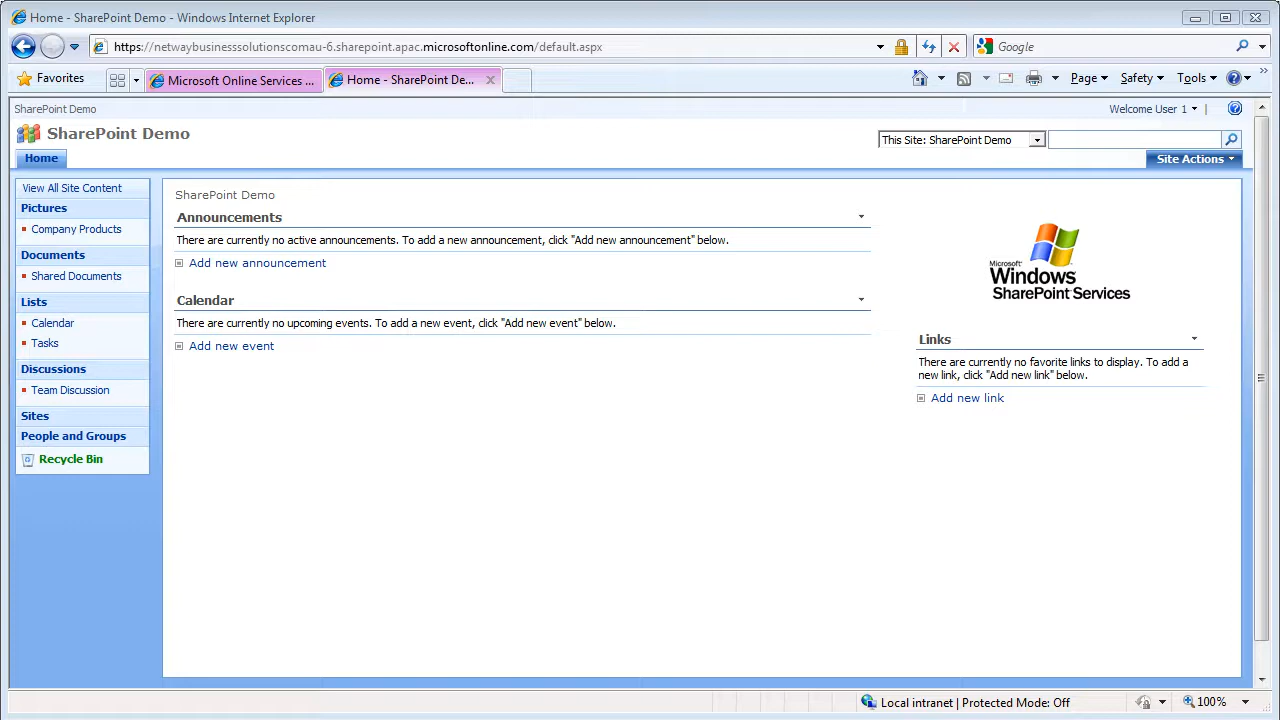 Home - SharePoint Demo - Windows Internet Explorer
https://netwaybusinesssolutionscomau-6.sharepoint.apac.microsoftonline.com/default.aspx
Google
Favorites
Microsoft Online Services ...
Home - SharePoint De...
Page
Safety
Tools
SharePoint Demo
Welcome User 1
SharePoint Demo
This Site: SharePoint Demo
Home
Site Actions
View All Site Content
Pictures
Company Products
Documents
Shared Documents
Lists
Calendar
Tasks
Discussions
Team Discussion
Sites
People and Groups
Recycle Bin
SharePoint Demo
Announcements
There are currently no active announcements. To add a new announcement, click "Add new announcement" below.
Add new announcement
Calendar
There are currently no upcoming events. To add a new event, click "Add new event" below.
Add new event
Microsoft
Windows
SharePoint Services
Links
There are currently no favorite links to display. To add a
new link, click "Add new link" below.
Add new link
Local intranet | Protected Mode: Off
100%